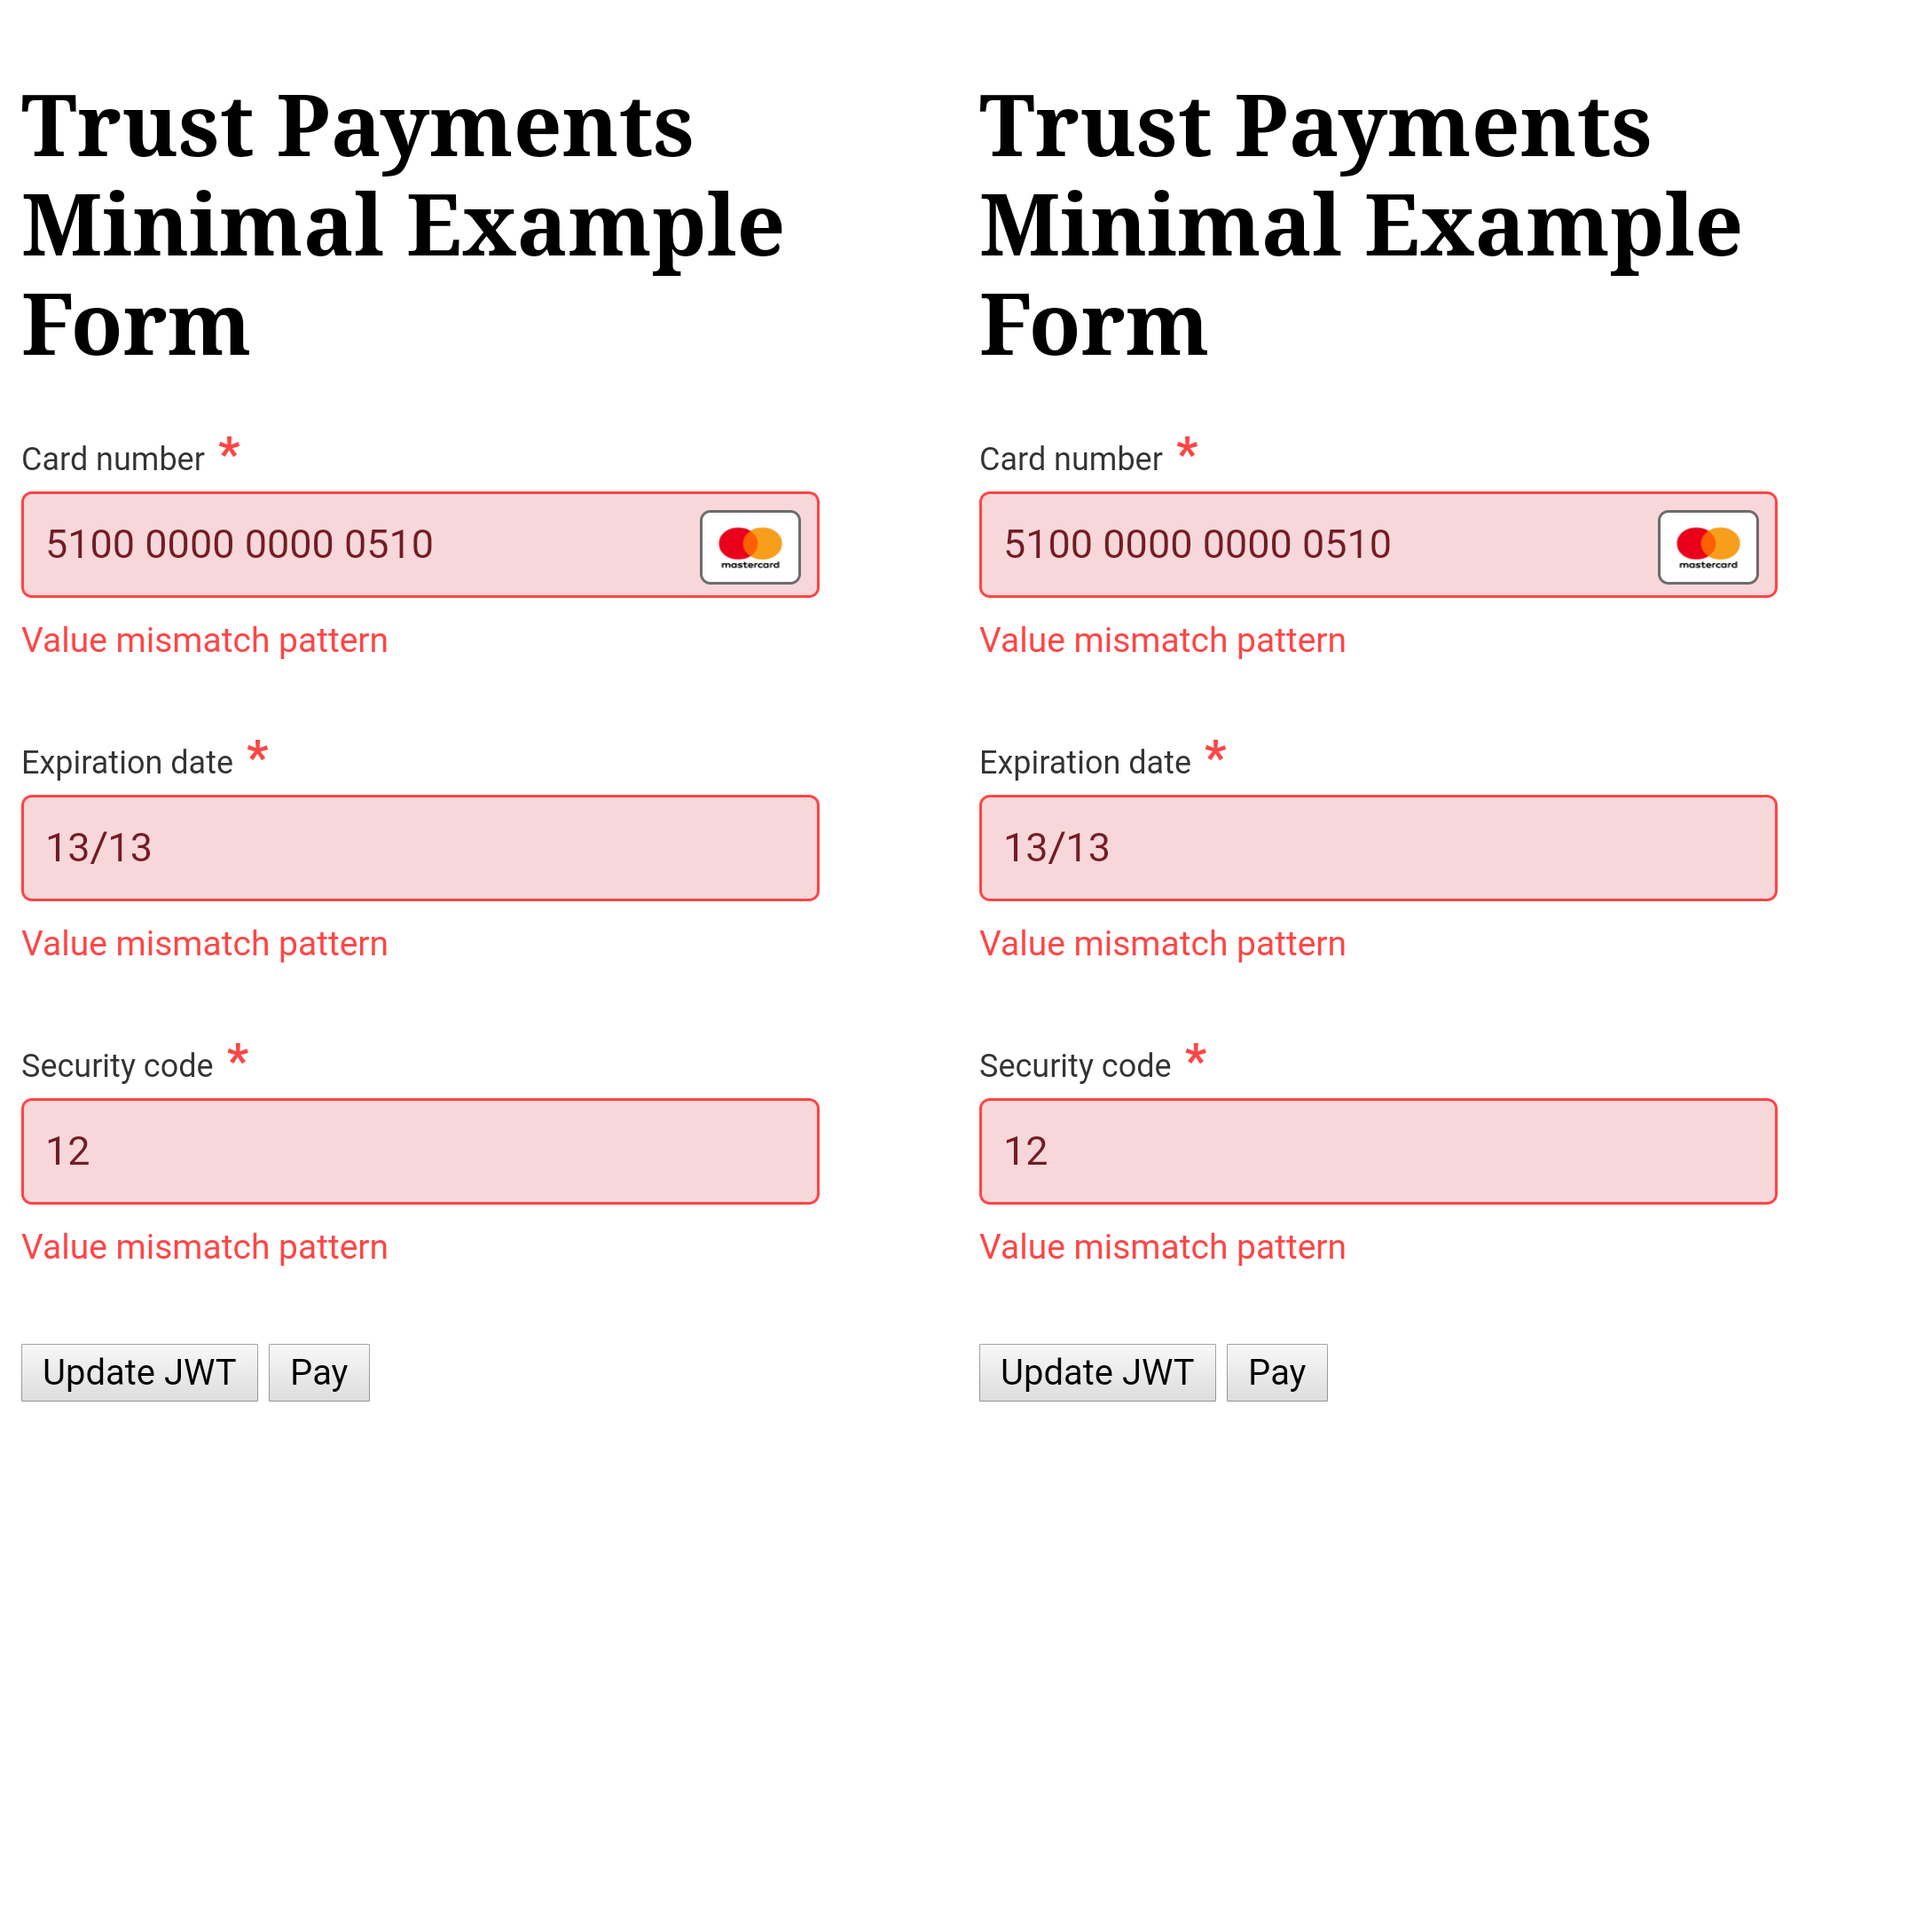 Trust Payments
Minimal Example
Form
Card number *
5100 0000 0000 0510
mastercard
Value mismatch pattern
Expiration date *
13/13
Value mismatch pattern
Security code *
12
Value mismatch pattern
Update JWT
Pay
Trust Payments
Minimal Example
Form
Card number *
5100 0000 0000 0510
mastercard
Value mismatch pattern
Expiration date *
13/13
Value mismatch pattern
Security code *
12
Value mismatch pattern
Update JWT
Pay